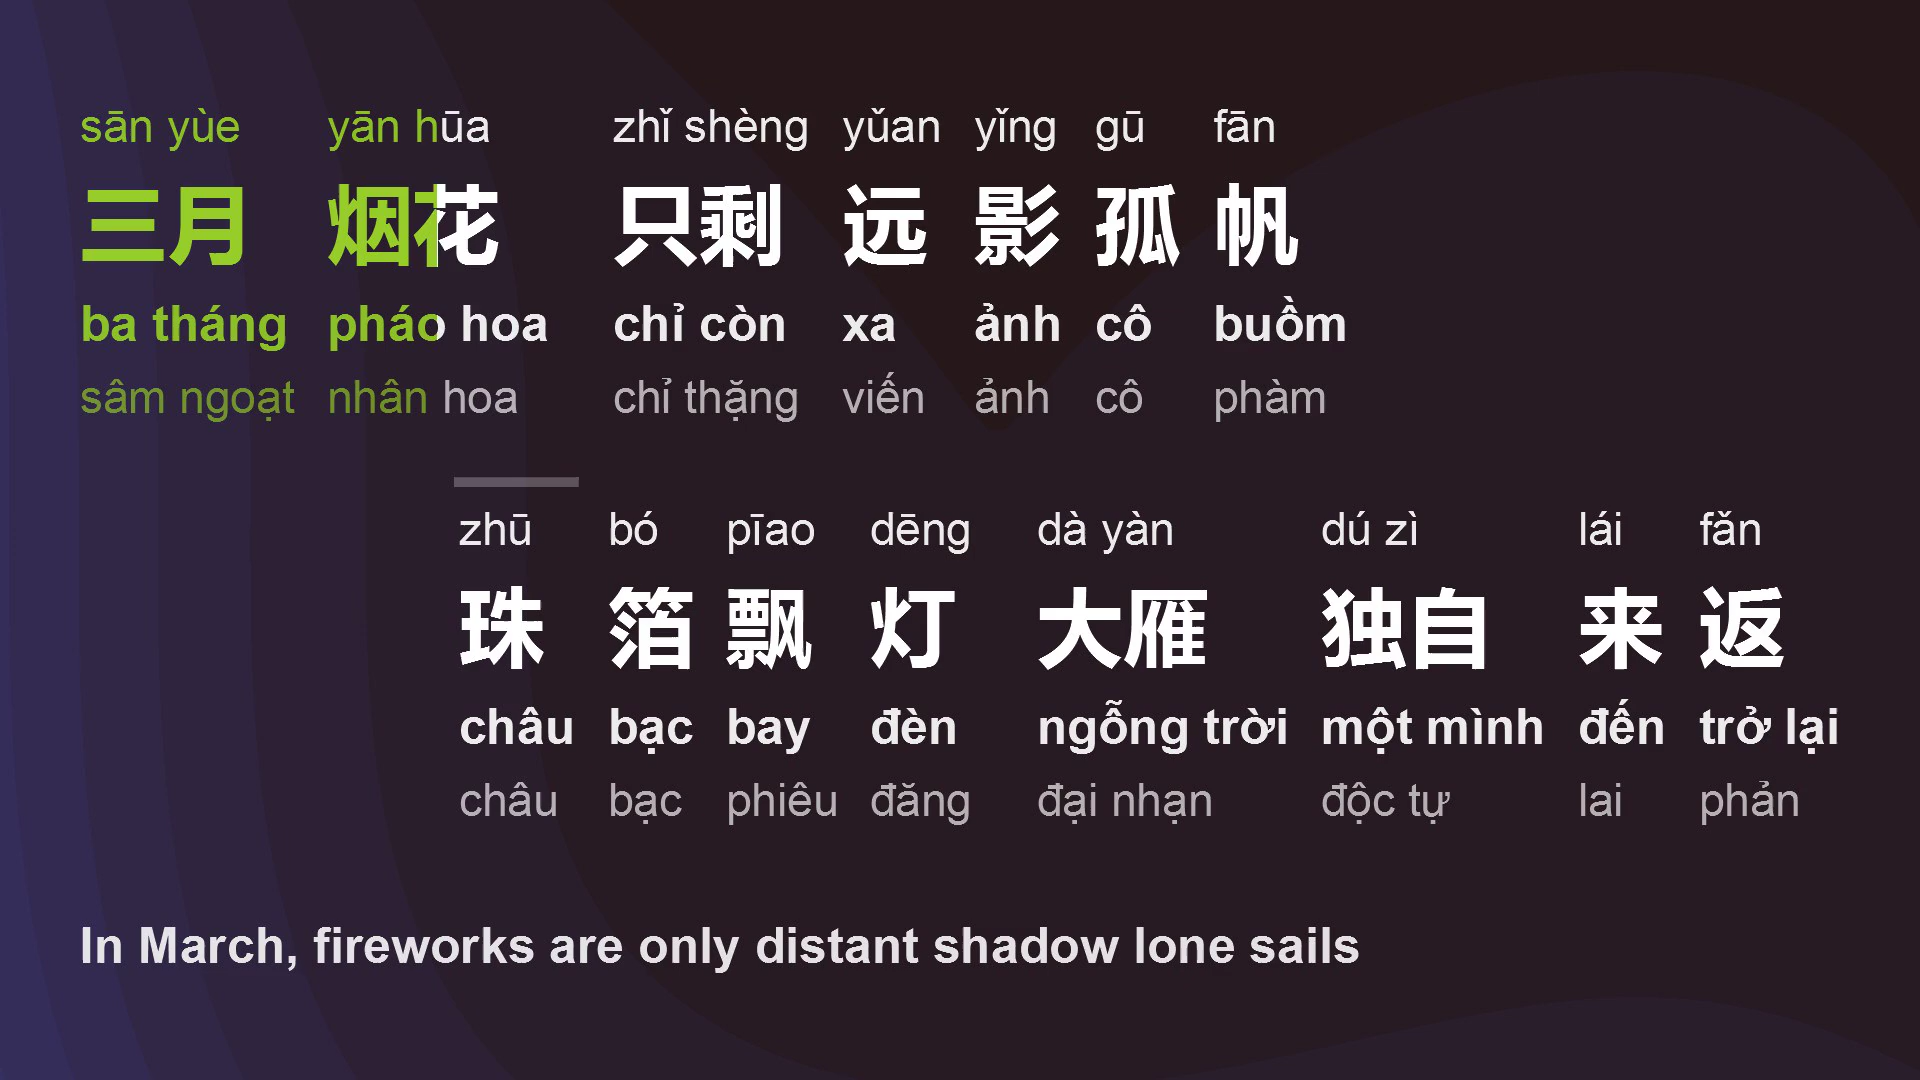 sān yùe yān hūa zhǐ shèng yǔan yǐng gū fān
三月 烟花 只剩 远 影 孤 帆
ba tháng pháo hoa chỉ còn xa ảnh cô buồm
sâm ngoạt nhân hoa chỉ thặng viến ảnh cô phàm
zhū bó pīao dēng dà yàn dú zì lái fǎn
珠 箔 飘 灯 大雁 独自 来 返
châu bạc bay đèn ngỗng trời một mình đến trở lại
châu bạc phiêu đăng đại nhạn độc tự lai phản
In March, fireworks are only distant shadow lone sails